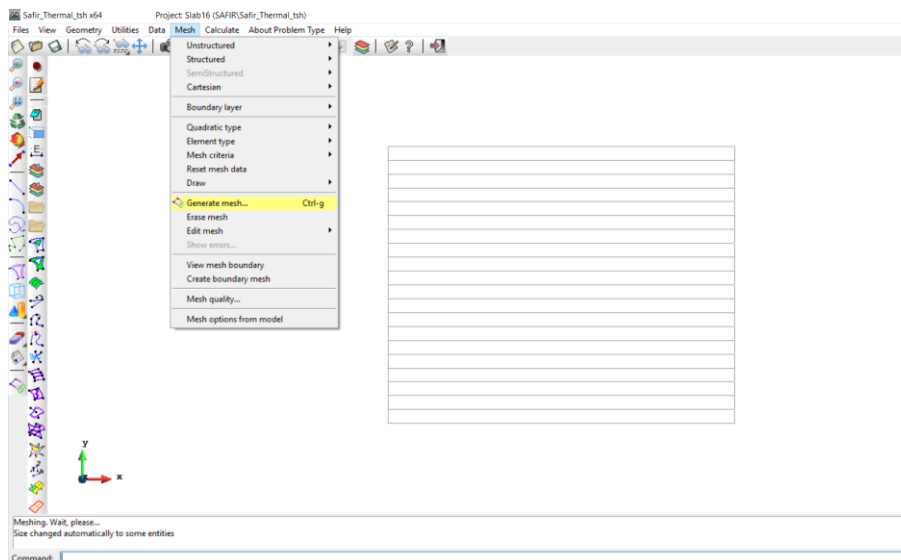 Safir_Thermal_tsh x64 Project: Slab16 (SAFIR\Safir_Thermal_tsh)
Files View Geometry Utilities Data Mesh Calculate About Problem Type Help
Unstructured
Structured
SemiStructured
Cartesian
Boundary layer
Quadratic type
Element type
Mesh criteria
Reset mesh data
Draw
Generate mesh... Ctrl-g
Erase mesh
Edit mesh
Show errors...
View mesh boundary
Create boundary mesh
Mesh quality...
Mesh options from model
y
x
Meshing. Wait, please...
Size changed automatically to some entities
Command: